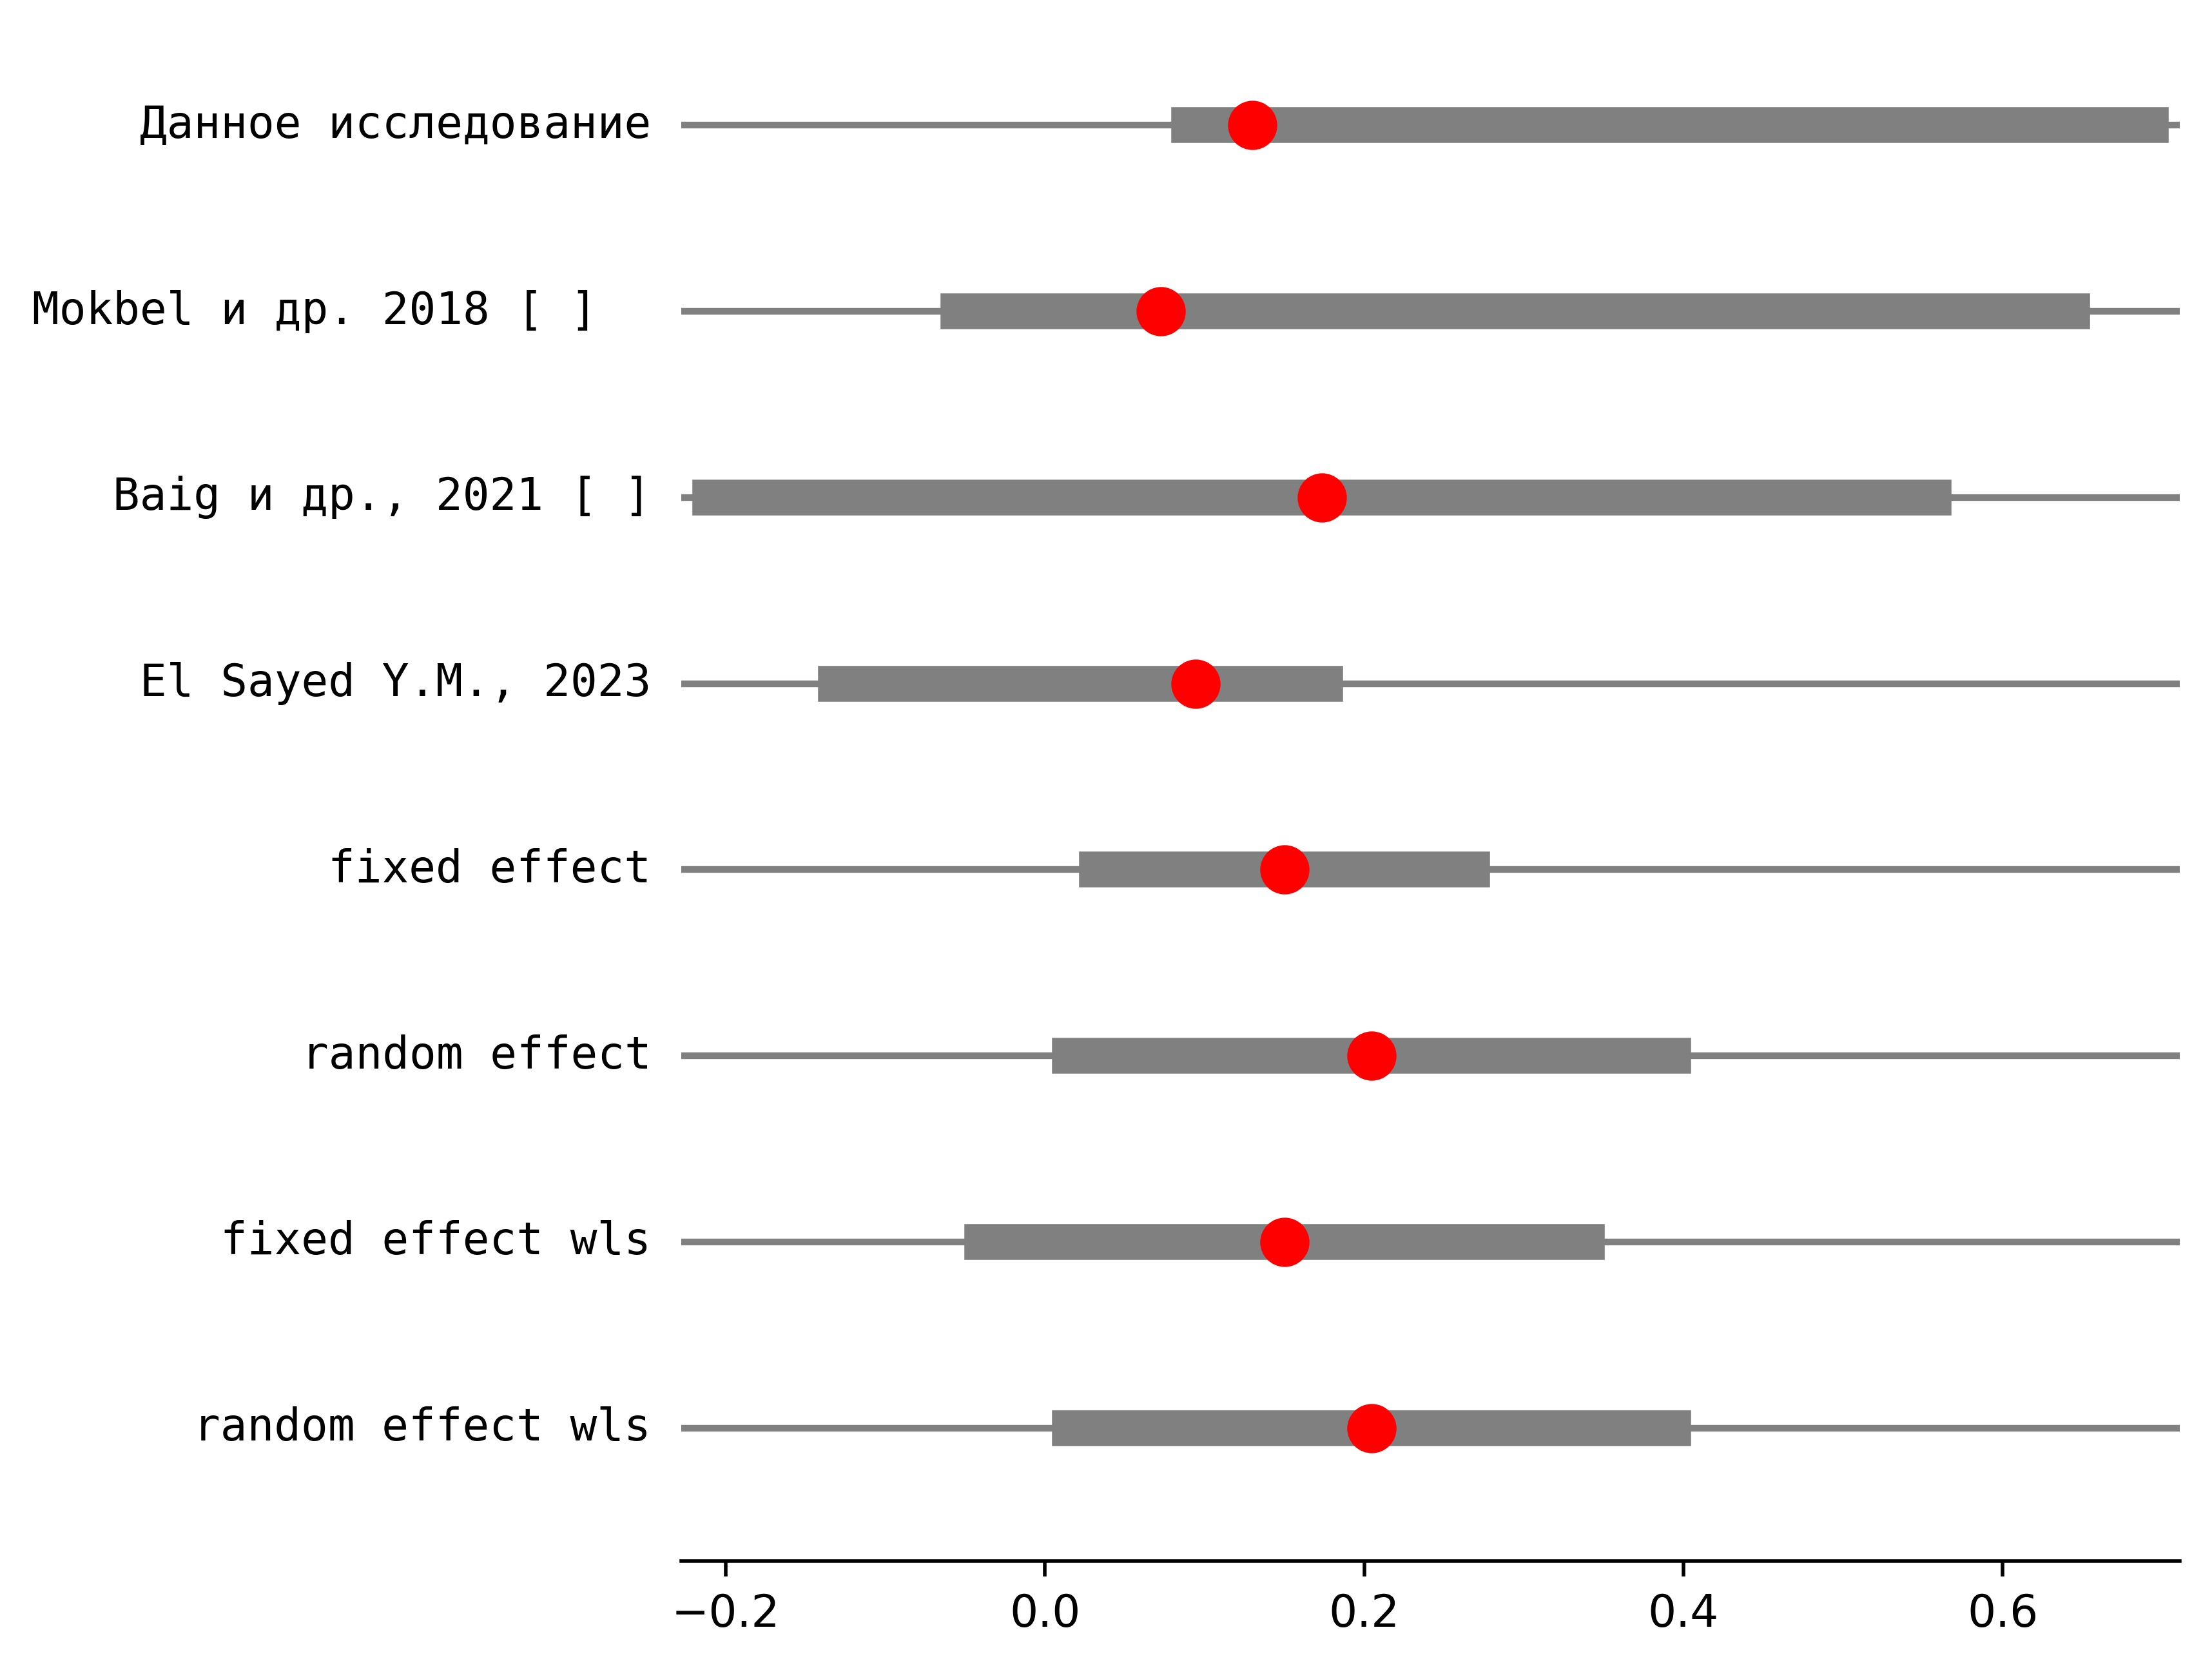 Данное исследование
Mokbel и др. 2018 [ ]
Baig и др., 2021 [ ]
El Sayed Y.M., 2023
fixed effect
random effect
fixed effect wls
random effect wls
−0.2 0.0 0.2 0.4 0.6